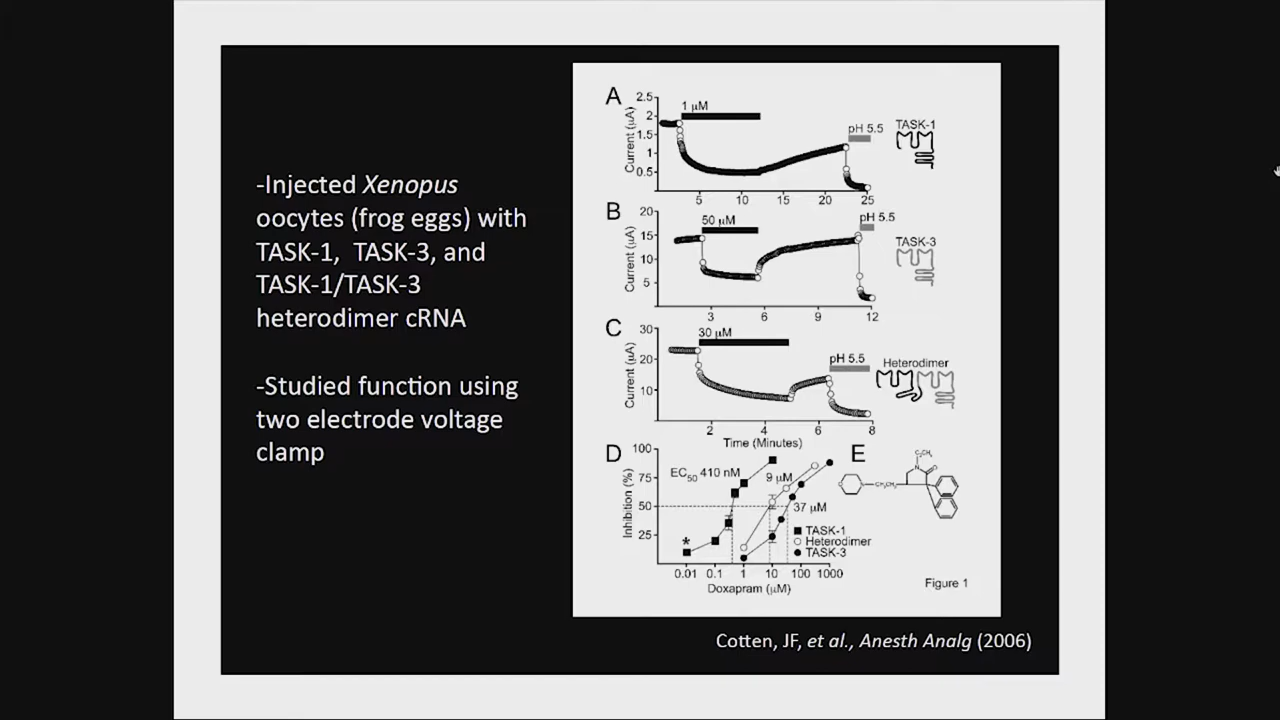 -Injected Xenopus
oocytes (frog eggs) with
TASK-1, TASK-3, and
TASK-1/TASK-3
heterodimer cRNA
-Studied function using
two electrode voltage
clamp
A
Current (µA)
2.5
2
1.5
1
0.5
1 µM
pH 5.5
TASK-1
5 10 15 20 25
B
Current (µA)
20
15
10
5
50 µM
pH 5.5
TASK-3
3 6 9 12
C
Current (µA)
30
20
10
30 µM
pH 5.5
Heterodimer
2 4 6 8
Time (Minutes)
D
Inhibition (%)
100
75
50
25
EC50 410 nM
9 µM
37 µM
*
TASK-1
Heterodimer
TASK-3
0.01 0.1 1 10 100 1000
Doxapram (µM)
E
Figure 1
Cotten, JF, et al., Anesth Analg (2006)